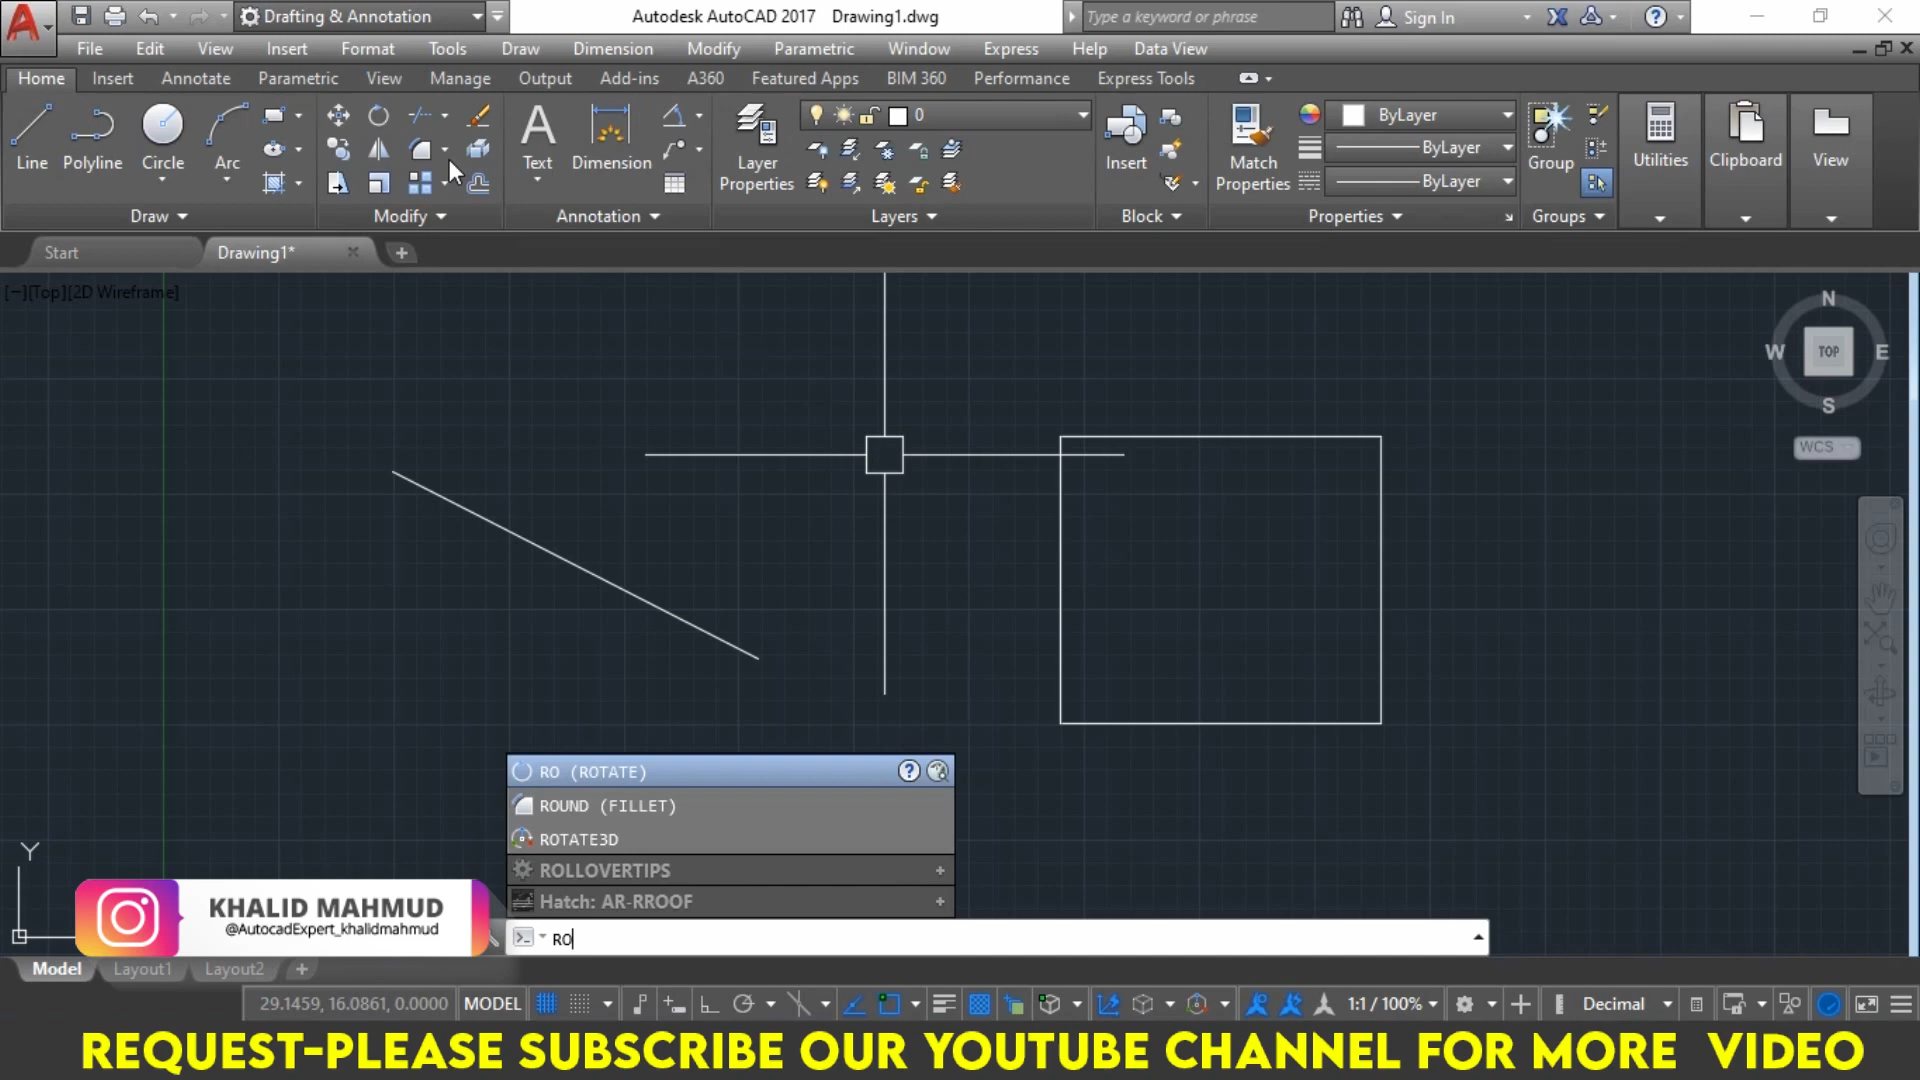 Drafting & Annotation
Autodesk AutoCAD 2017 Drawing1.dwg
Type a keyword or phrase
Sign In
File Edit View Insert Format Tools Draw Dimension Modify Parametric Window Express Help Data View
Home Insert Annotate Parametric View Manage Output Add-ins A360 Featured Apps BIM 360 Performance Express Tools
0
ByLayer
ByLayer
ByLayer
Line Polyline Circle Arc
Text Dimension
Layer Properties
Insert
Match Properties
Group
Utilities
Clipboard
View
Draw Modify Annotation Layers Block Properties Groups
Start Drawing1*
[−][Top][2D Wireframe]
N
W TOP E
S
WCS
RO (ROTATE)
ROUND (FILLET)
ROTATE3D
ROLLOVERTIPS
Hatch: AR-RROOF
Y
KHALID MAHMUD
@AutocadExpert_khalidmahmud
RO
Model Layout1 Layout2
29.1459, 16.0861, 0.0000 MODEL 1:1 / 100% Decimal
REQUEST-PLEASE SUBSCRIBE OUR YOUTUBE CHANNEL FOR MORE VIDEO